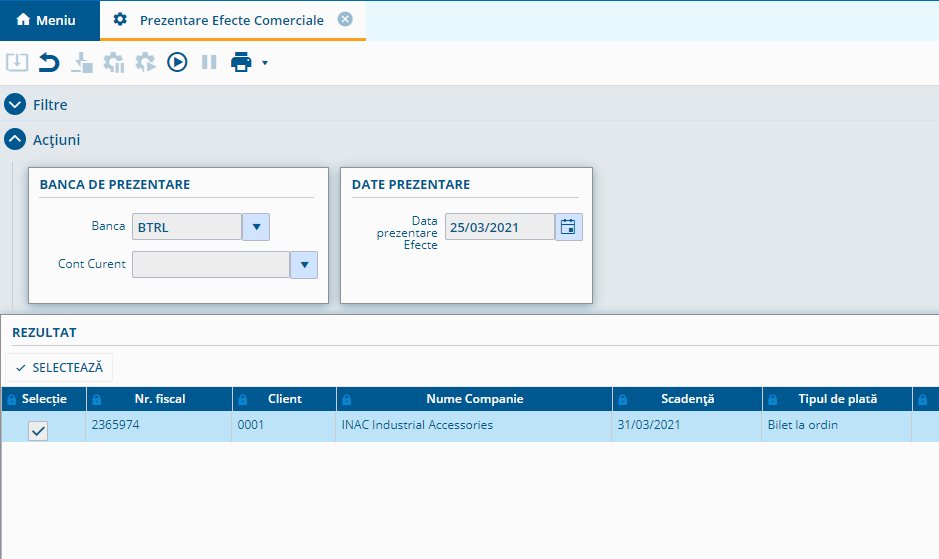 Meniu
Prezentare Efecte Comerciale
Filtre
Acţiuni
BANCA DE PREZENTARE
Banca BTRL
Cont Curent
DATE PREZENTARE
Data
prezentare 25/03/2021
Efecte
REZULTAT
SELECTEAZĂ
Selecție Nr. fiscal Client Nume Companie Scadenţă Tipul de plată
2365974 0001 INAC Industrial Accessories 31/03/2021 Bilet la ordin